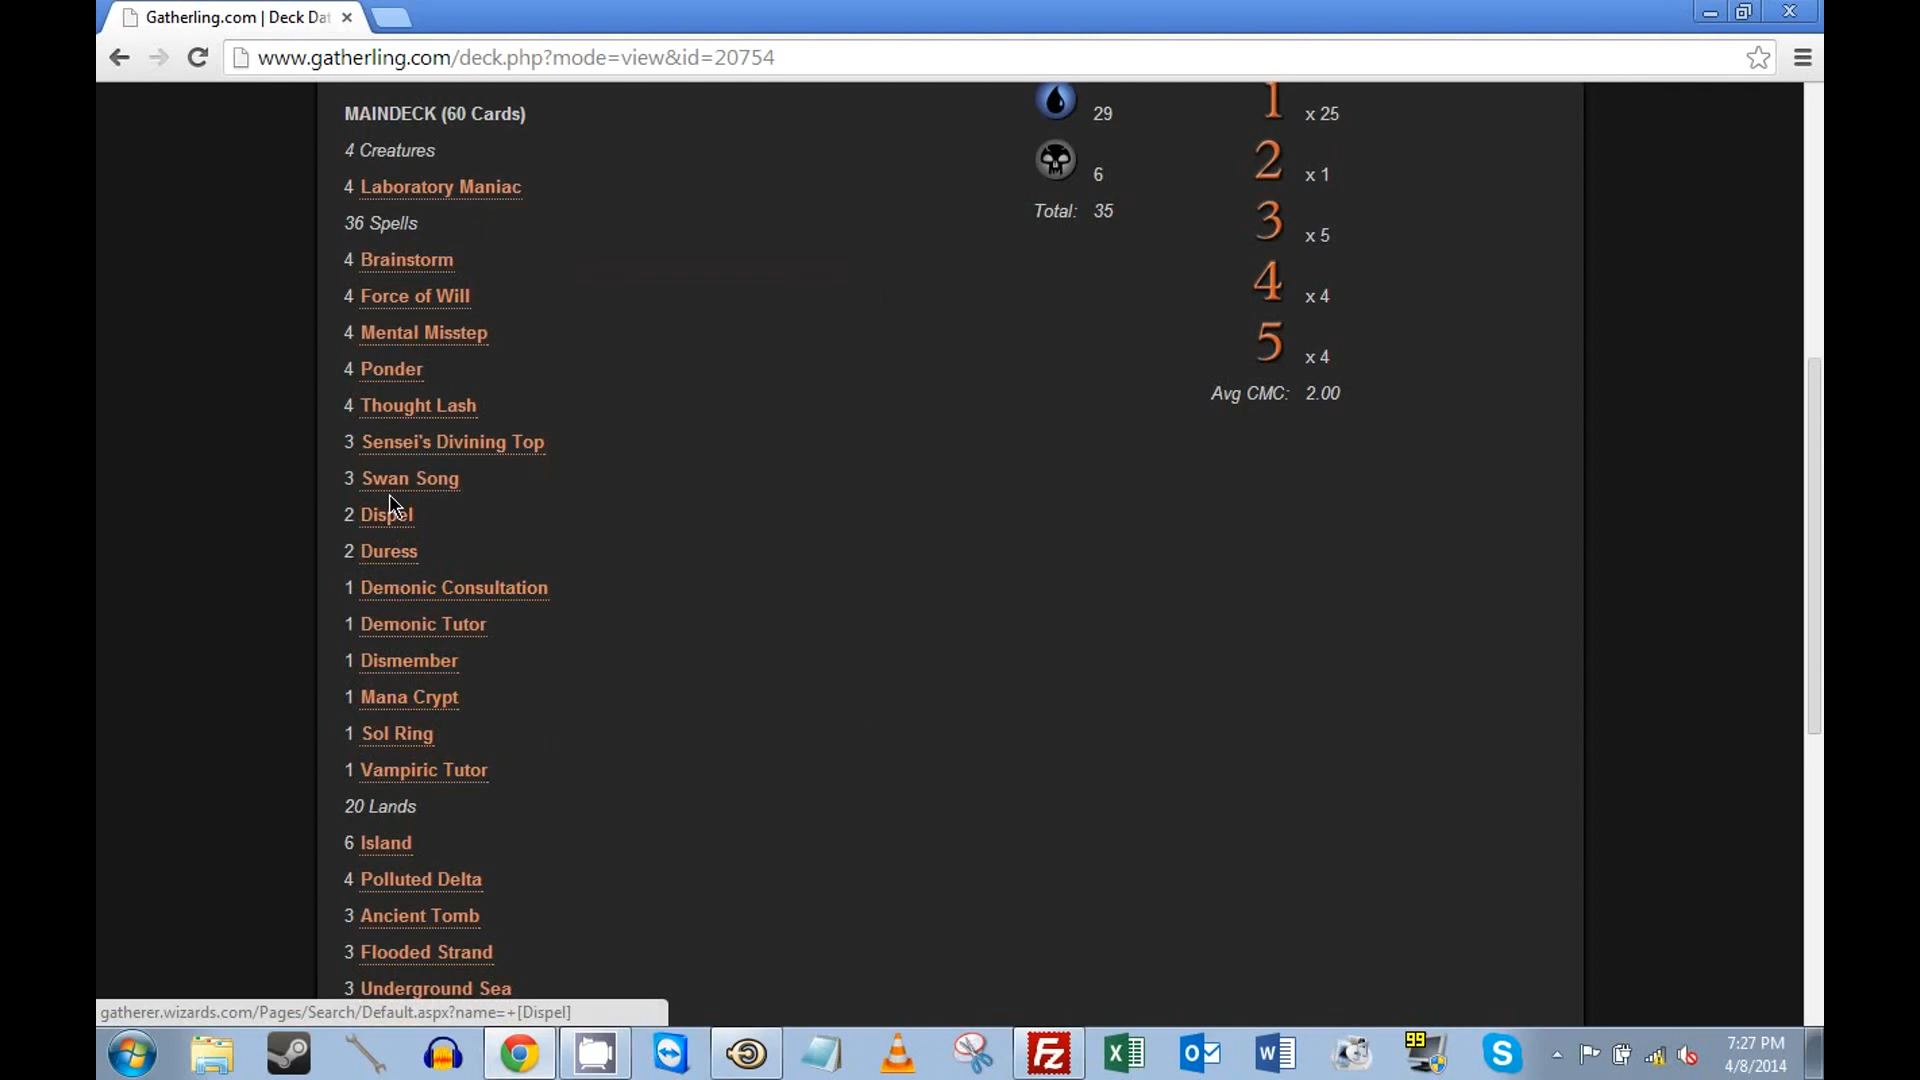 Gatherling.com | Deck Dat
www.gatherling.com/deck.php?mode=view&id=20754
MAINDECK (60 Cards)
4 Creatures
4 Laboratory Maniac
36 Spells
4 Brainstorm
4 Force of Will
4 Mental Misstep
4 Ponder
4 Thought Lash
3 Sensei's Divining Top
3 Swan Song
2 Dispel
2 Duress
1 Demonic Consultation
1 Demonic Tutor
1 Dismember
1 Mana Crypt
1 Sol Ring
1 Vampiric Tutor
20 Lands
6 Island
4 Polluted Delta
3 Ancient Tomb
3 Flooded Strand
3 Underground Sea
29
6
Total: 35
1 x 25
2 x 1
3 x 5
4 x 4
5 x 4
Avg CMC: 2.00
gatherer.wizards.com/Pages/Search/Default.aspx?name=+[Dispel]
99
7:27 PM
4/8/2014